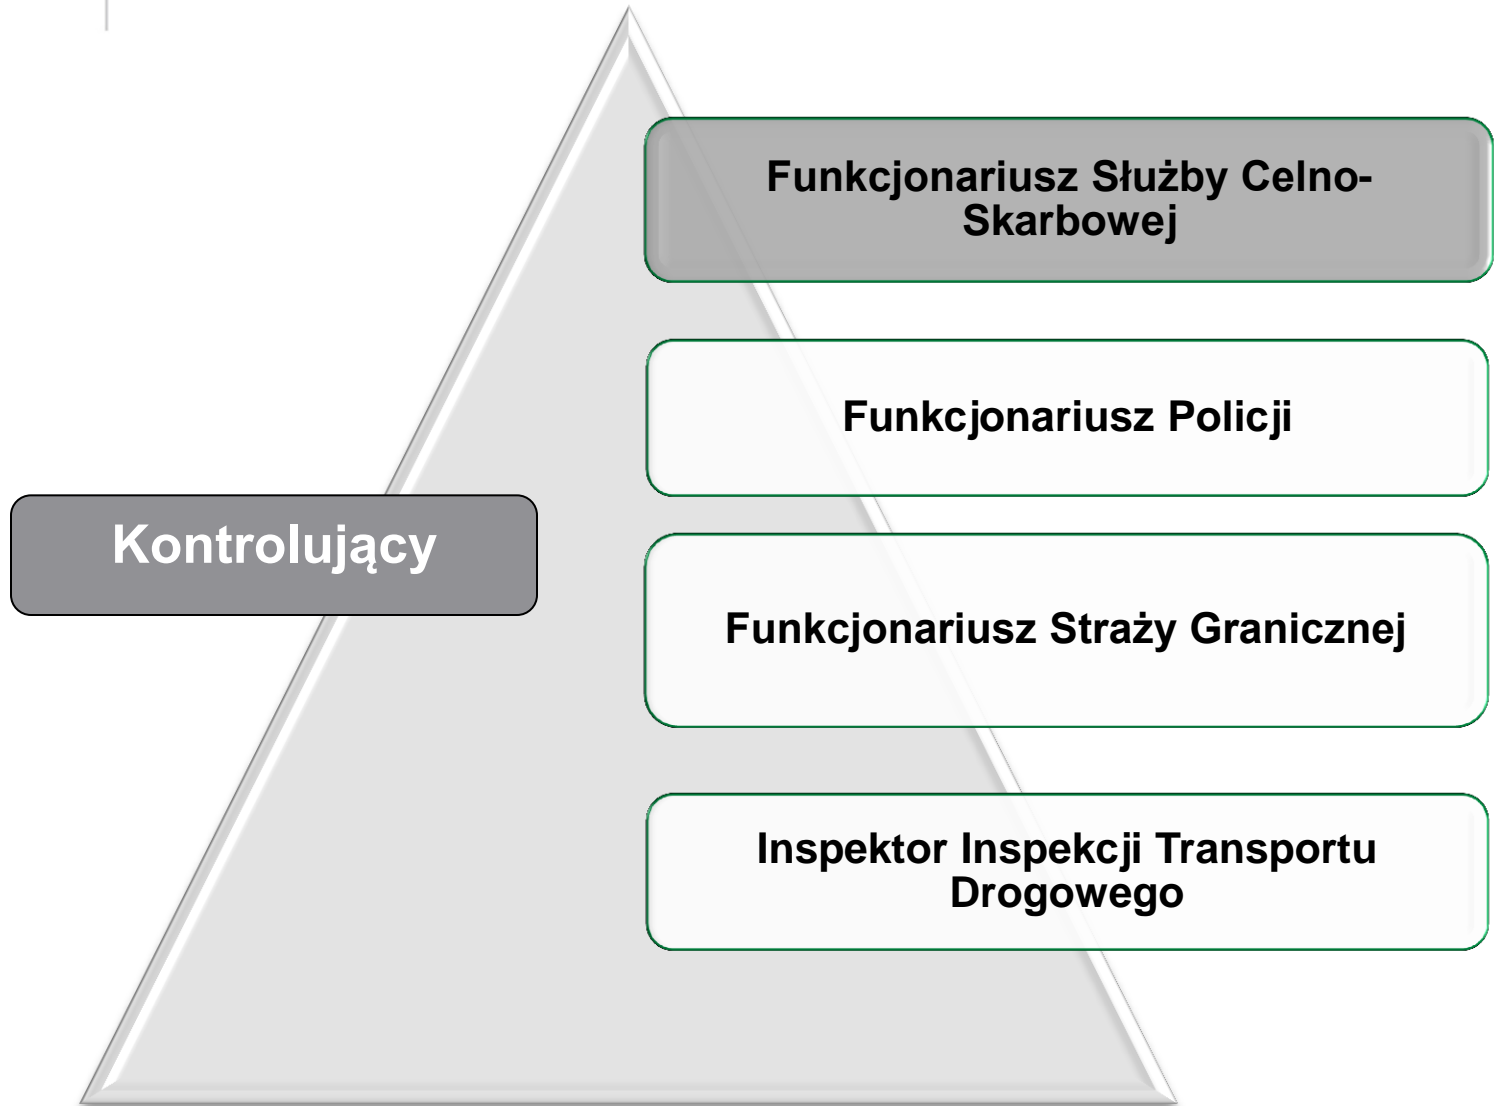 Funkcjonariusz Służby Celno-
Skarbowej
Funkcjonariusz Policji
Kontrolujący
Funkcjonariusz Straży Granicznej
Inspektor Inspekcji Transportu
Drogowego